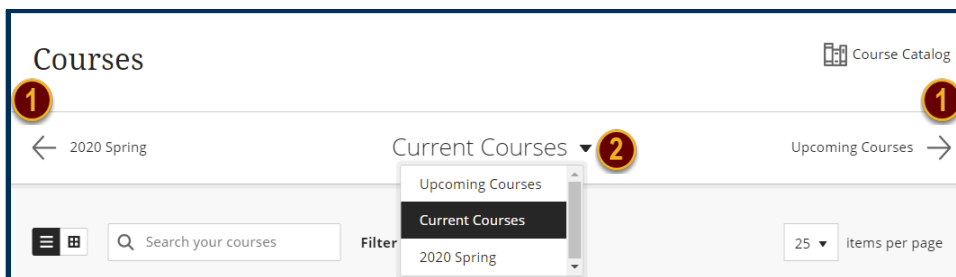 Courses
Course Catalog
1
1
2020 Spring
Current Courses
2
Upcoming Courses
Upcoming Courses
Current Courses
2020 Spring
Search your courses
Filter
25
items per page